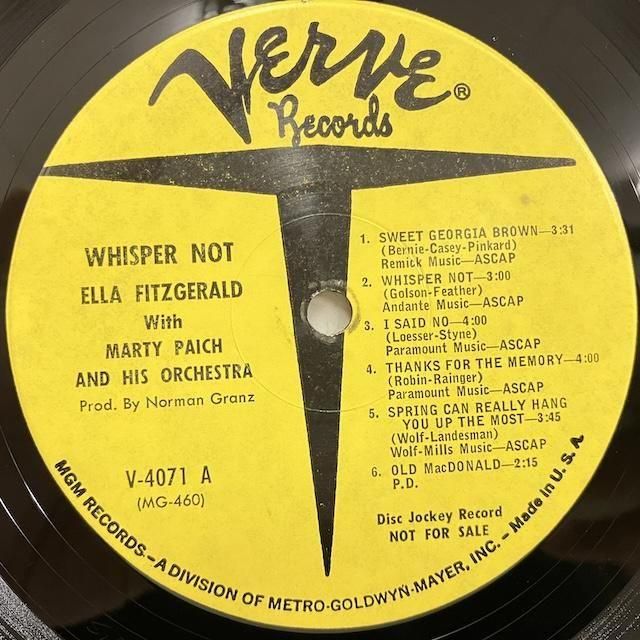 Verve ®
Records
WHISPER NOT
ELLA FITZGERALD
With
MARTY PAICH
AND HIS ORCHESTRA
Prod. By Norman Granz
V-4071 A
(MG-460)
1. SWEET GEORGIA BROWN—3:31
(Bernie-Casey-Pinkard)
Remick Music—ASCAP
2. WHISPER NOT—3:00
(Golson-Feather)
Andante Music—ASCAP
3. I SAID NO—4:00
(Loesser-Styne)
Paramount Music—ASCAP
4. THANKS FOR THE MEMORY—4:00
(Robin-Rainger)
Paramount Music—ASCAP
5. SPRING CAN REALLY HANG
YOU UP THE MOST—3:45
(Wolf-Landesman)
Wolf-Mills Music—ASCAP
6. OLD MacDONALD—2:15
P.D.
Disc Jockey Record
NOT FOR SALE
MGM RECORDS—A DIVISION OF METRO-GOLDWYN-MAYER, INC. – Made in U.S.A.